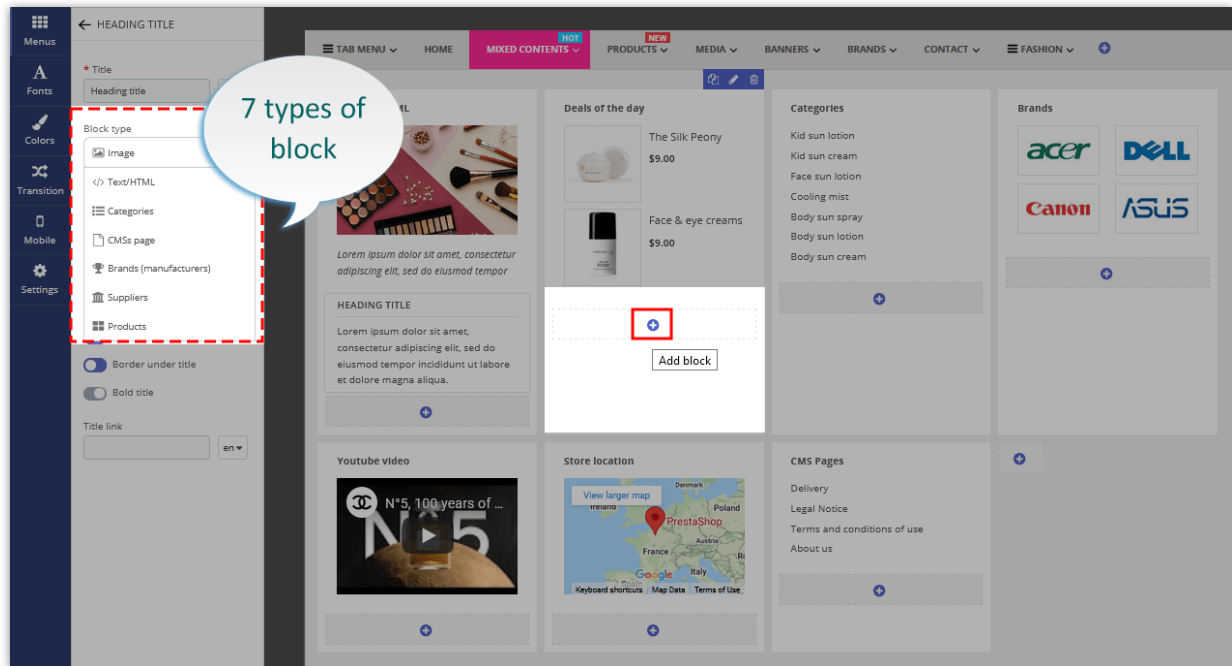 Menus
Fonts
Colors
Transition
Mobile
Settings
HEADING TITLE
* Title
Heading title
Block type
Image
</> Text/HTML
Categories
CMSs page
Brands (manufacturers)
Suppliers
Products
Border under title
Bold title
Title link
en
7 types of
block
TAB MENU
HOME
HOT
MIXED CONTENTS
NEW
PRODUCTS
MEDIA
BANNERS
BRANDS
CONTACT
FASHION
Lorem ipsum dolor sit amet, consectetur
adipiscing elit, sed do eiusmod tempor
HEADING TITLE
Lorem ipsum dolor sit amet,
consectetur adipiscing elit, sed do
eiusmod tempor incididunt ut labore
et dolore magna aliqua.
Deals of the day
The Silk Peony
$9.00
Face & eye creams
$9.00
Add block
Categories
Kid sun lotion
Kid sun cream
Face sun lotion
Cooling mist
Body sun spray
Body sun lotion
Body sun cream
Brands
acer
DELL
Canon
ASUS
Youtube video
N°5, 100 years of ...
N°5
Store location
View larger map
Denmark
Ireland
Poland
PrestaShop
Austria
France
Italy
Google
Spain
Keyboard shortcuts
Map Data
Terms of Use
CMS Pages
Delivery
Legal Notice
Terms and conditions of use
About us